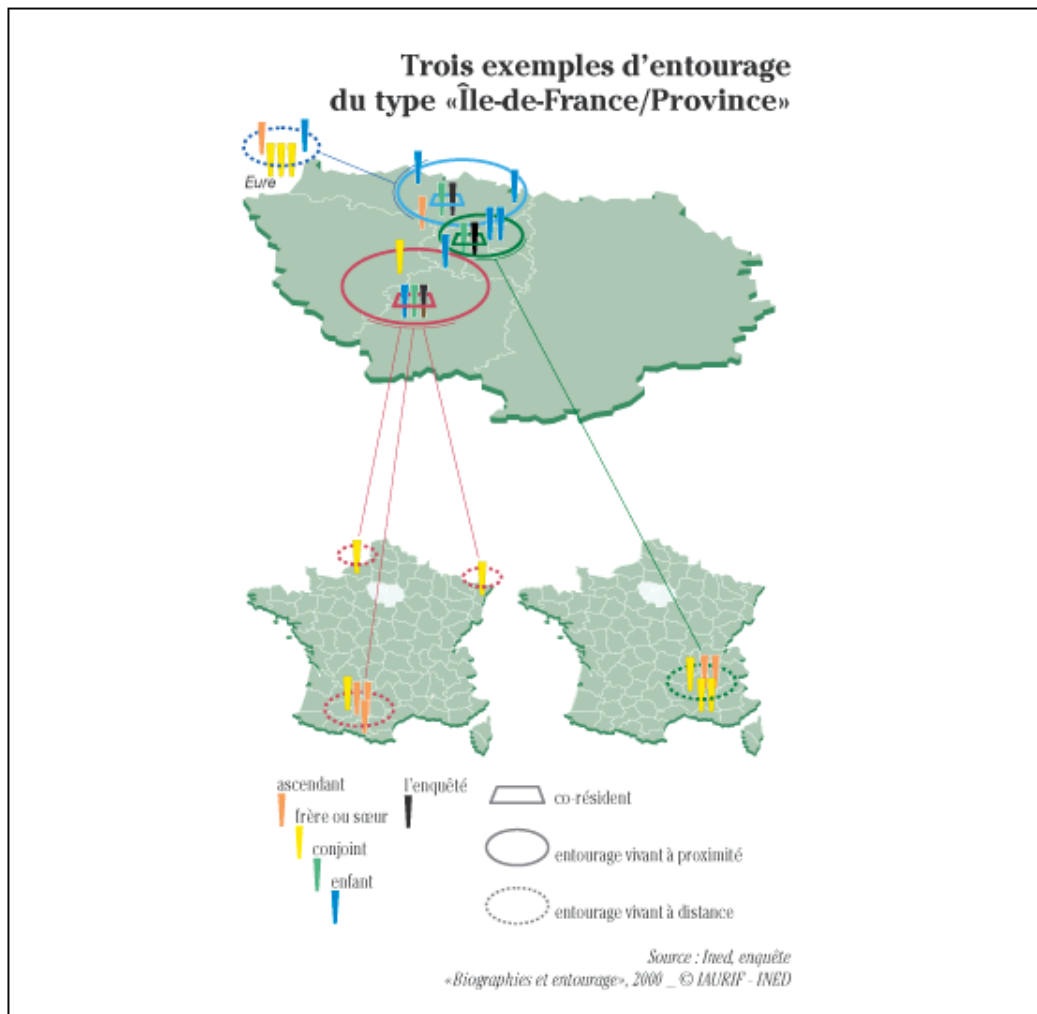 Trois exemples d'entourage
du type «Île-de-France/Province»
Eure
ascendant
frère ou sœur
conjoint
enfant
l'enquêté
co-résident
entourage vivant à proximité
entourage vivant à distance
Source : Ined, enquête
«Biographies et entourage», 2000 _ © IAURIF - INED